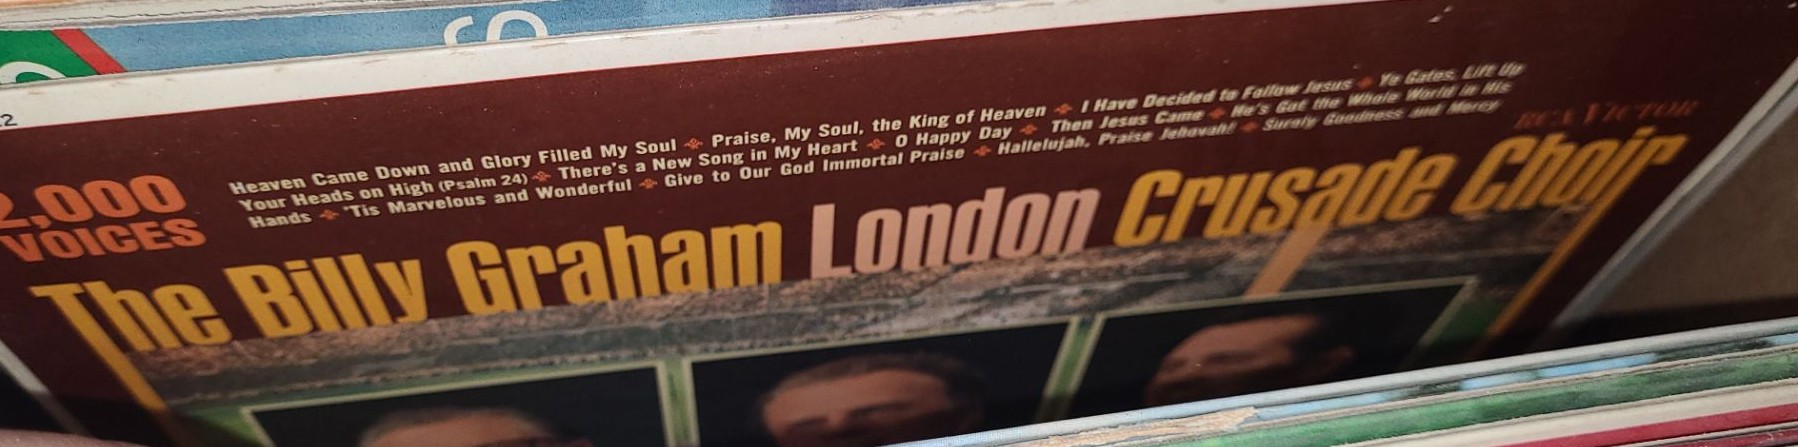 Heaven Came Down and Glory Filled My Soul Praise, My Soul, the King of Heaven I Have Decided to Follow Jesus Ye Gates, Lift Up
Your Heads on High (Psalm 24) There's a New Song in My Heart O Happy Day Then Jesus Came He's Got the Whole World in His
Hands 'Tis Marvelous and Wonderful Give to Our God Immortal Praise Hallelujah, Praise Jehovah! Surely Goodness and Mercy
RCA VICTOR
2,000
VOICES
The Billy Graham London Crusade Choir